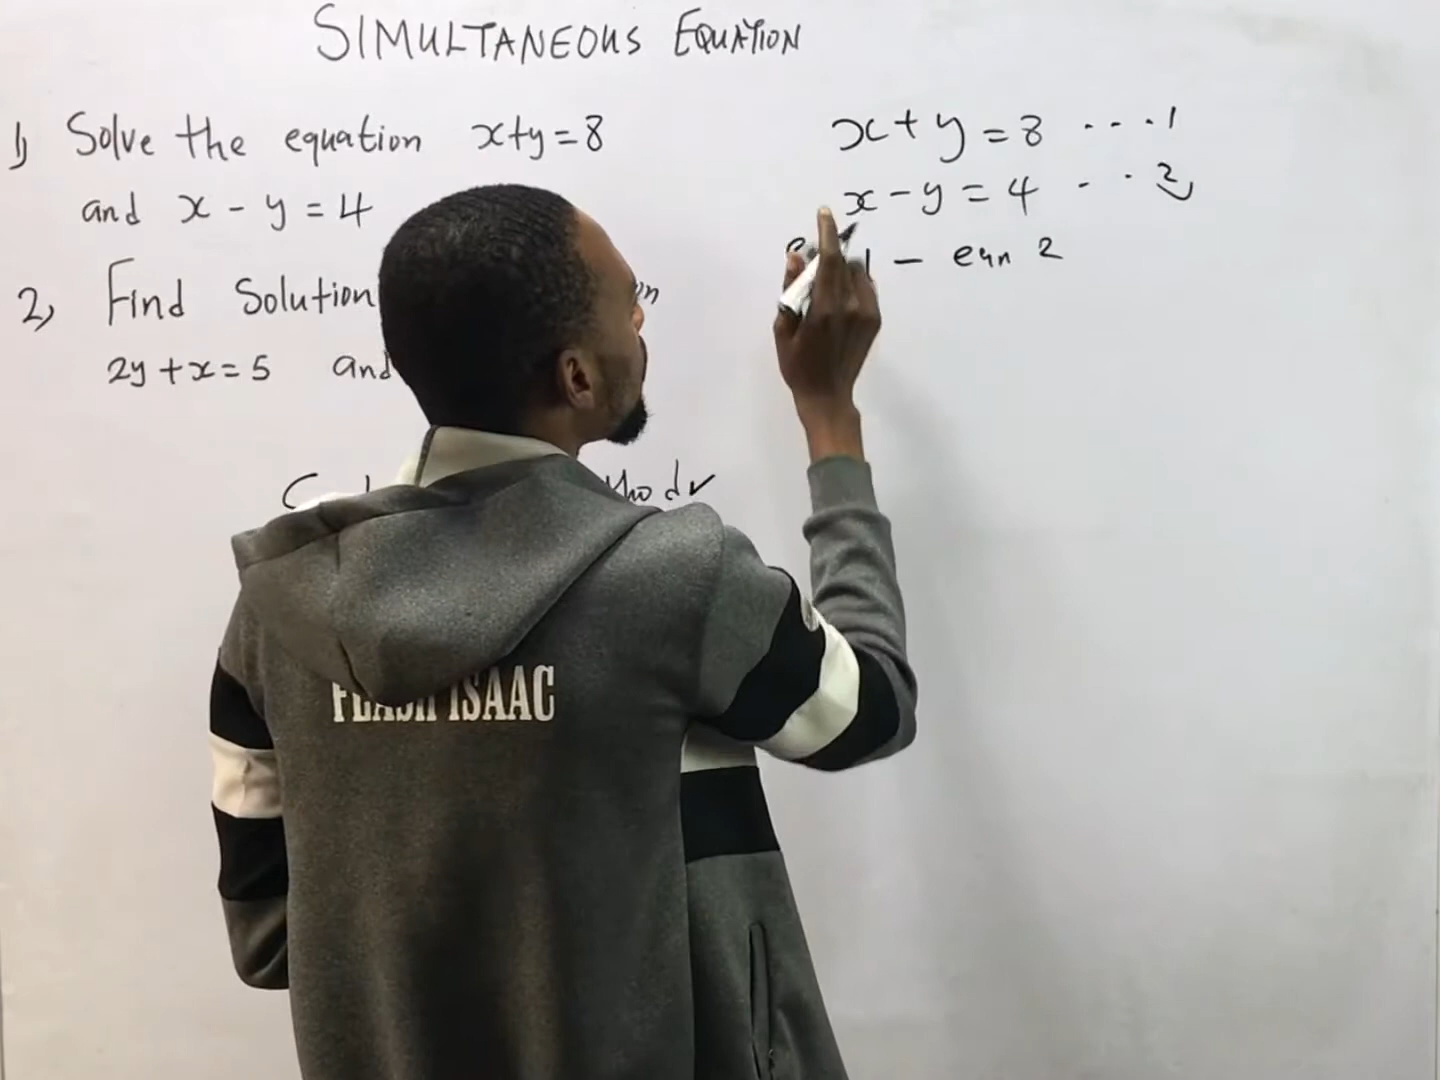 SIMULTANEOUS EQUATION
1) Solve the equation x+y=8
and x - y = 4
2) Find Solution
2y + x = 5 and
x + y = 8 - - - . 1
x - y = 4 - . . 2
1 - eqn 2
FLASH ISAAC